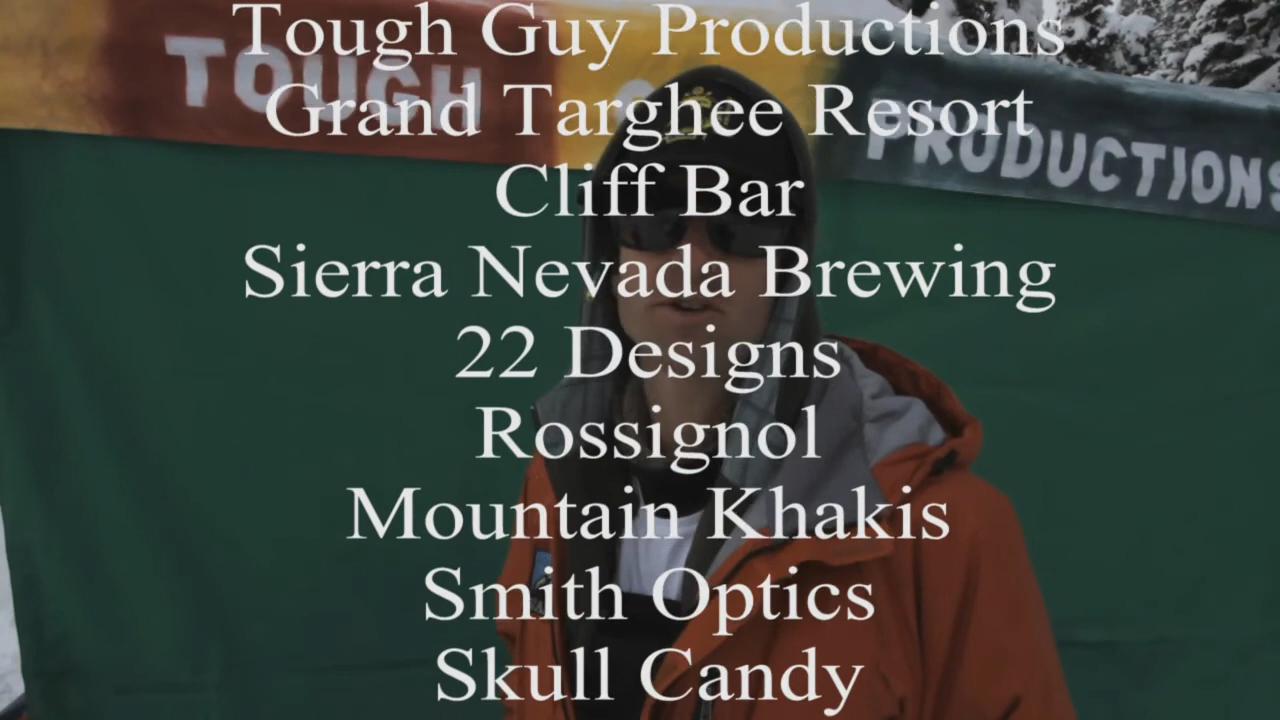 Tough Guy Productions
Grand Targhee Resort
Cliff Bar
Sierra Nevada Brewing
22 Designs
Rossignol
Mountain Khakis
Smith Optics
Skull Candy
TOUGH
PRODUCTIONS